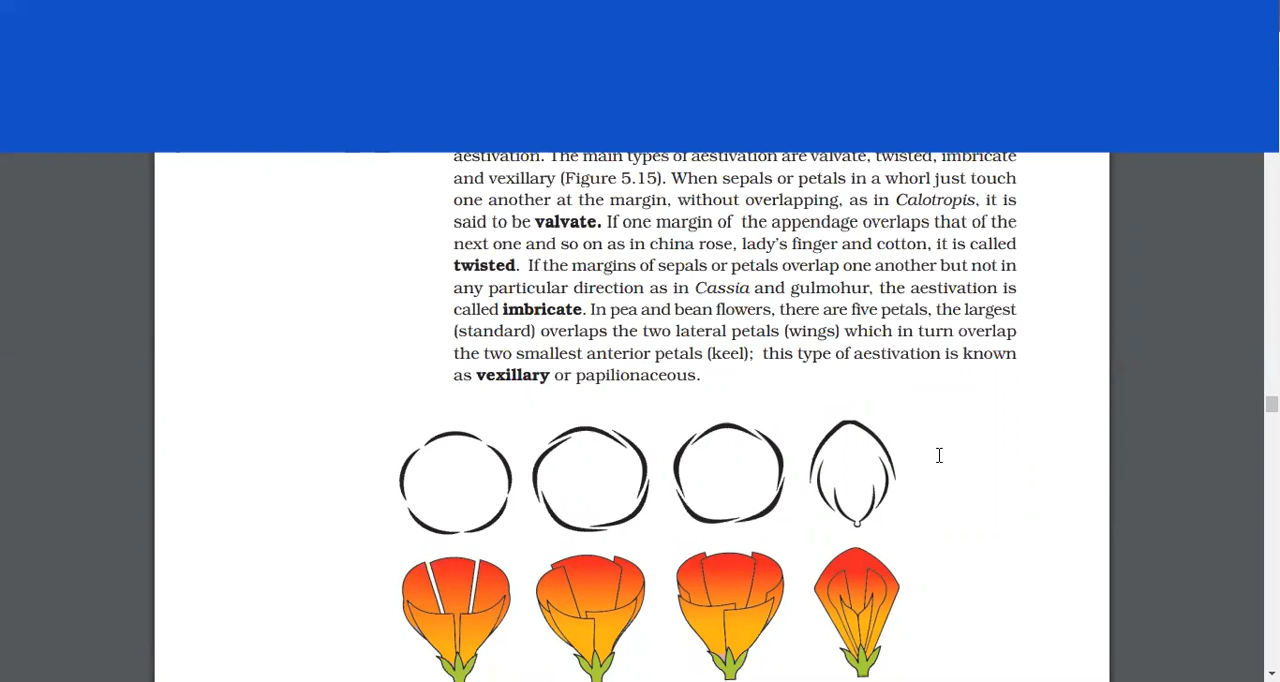 aestivation. The main types of aestivation are valvate, twisted, imbricate
and vexillary (Figure 5.15). When sepals or petals in a whorl just touch
one another at the margin, without overlapping, as in Calotropis, it is
said to be valvate. If one margin of the appendage overlaps that of the
next one and so on as in china rose, lady's finger and cotton, it is called
twisted. If the margins of sepals or petals overlap one another but not in
any particular direction as in Cassia and gulmohur, the aestivation is
called imbricate. In pea and bean flowers, there are five petals, the largest
(standard) overlaps the two lateral petals (wings) which in turn overlap
the two smallest anterior petals (keel); this type of aestivation is known
as vexillary or papilionaceous.